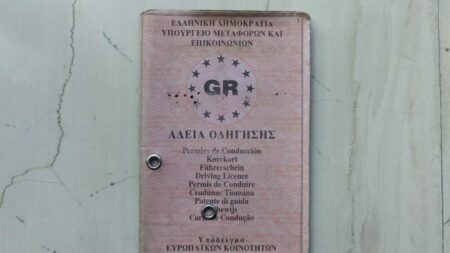 ΕΛΛΗΝΙΚΗ ΔΗΜΟΚΡΑΤΙΑ
ΥΠΟΥΡΓΕΙΟ ΜΕΤΑΦΟΡΩΝ ΚΑΙ
ΕΠΙΚΟΙΝΩΝΙΩΝ
GR
ΑΔΕΙΑ ΟΔΗΓΗΣΗΣ
Permiso de Conducción
Kørekort
Führerschein
Driving Licence
Permis de Conduire
Ceadúnas Tiomána
Patente di guida
Carta de Condução
Υπόδειγμα
ΕΥΡΩΠΑΪΚΩΝ ΚΟΙΝΟΤΗΤΩΝ